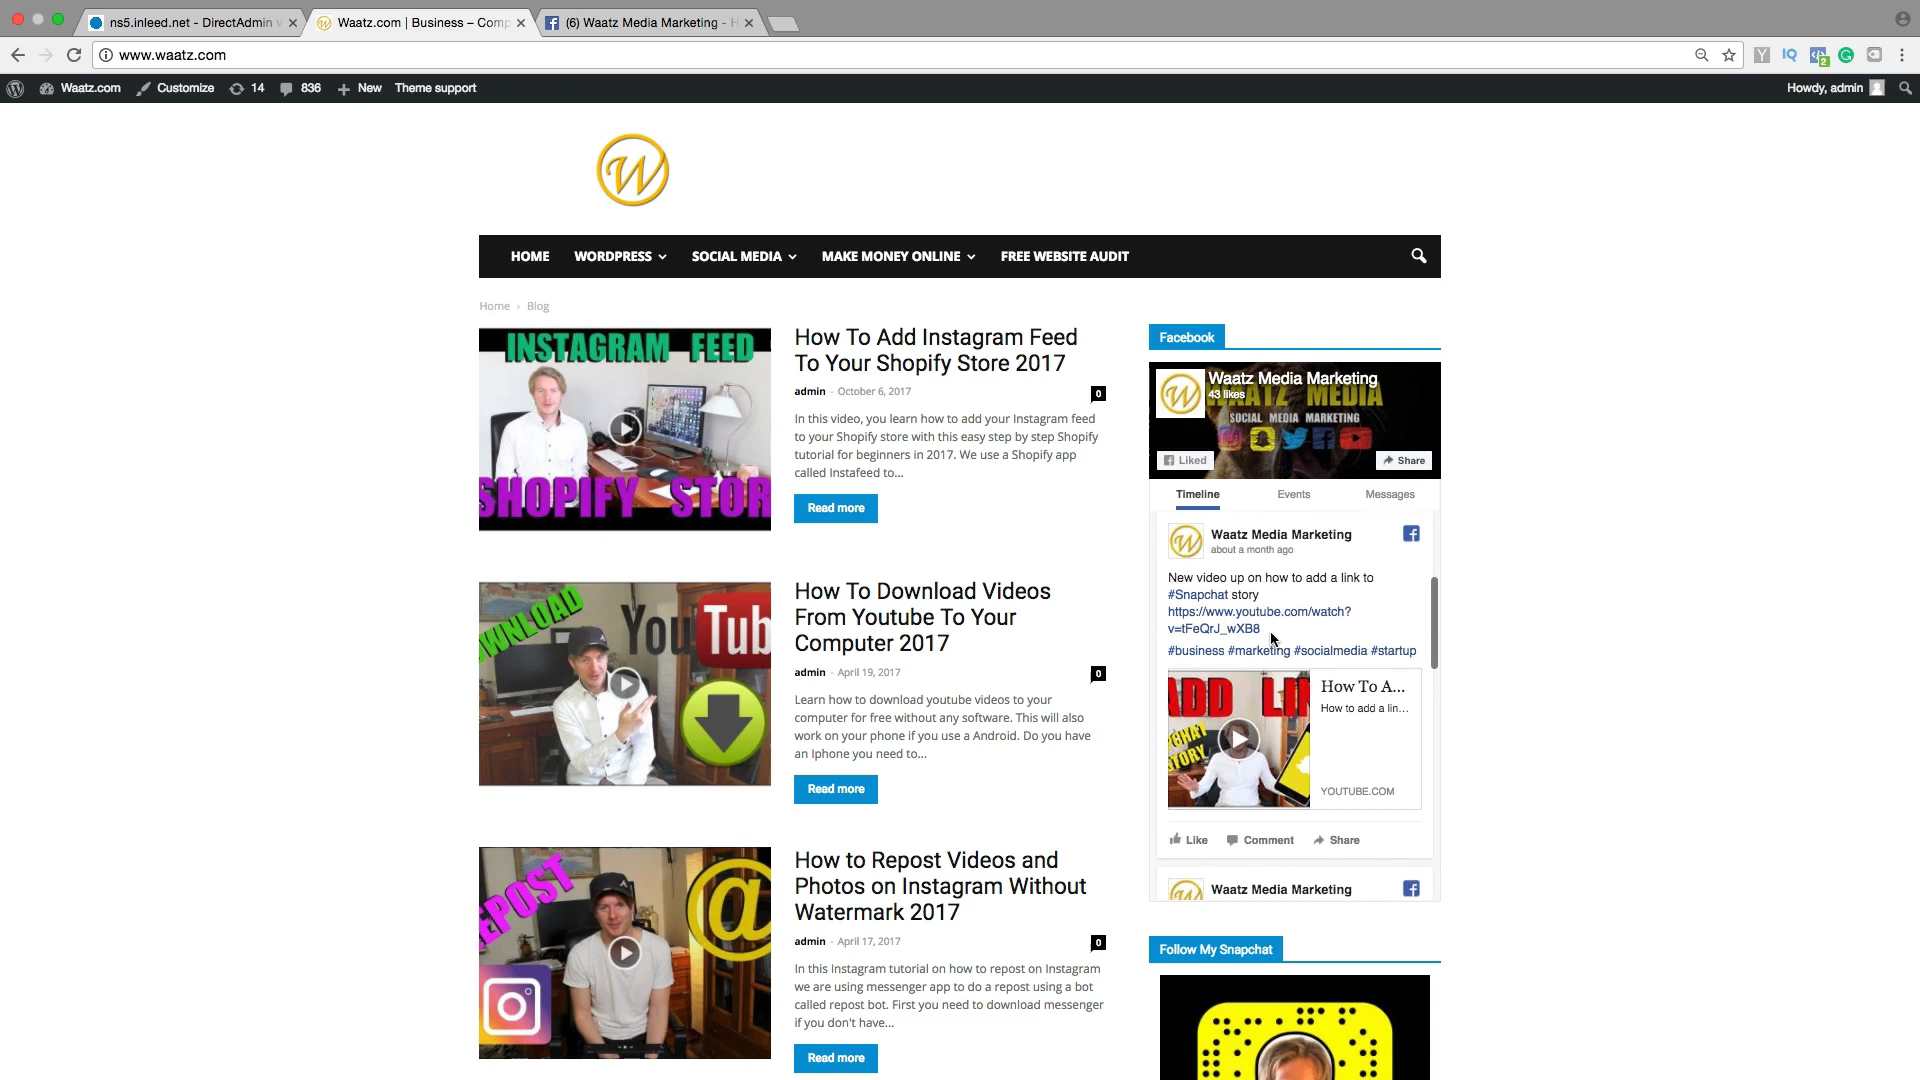 ns5.inleed.net - DirectAdmin v
Waatz.com | Business – Comp
(6) Waatz Media Marketing - H
www.waatz.com
Waatz.com
Customize
14
836
New
Theme support
Howdy, admin
W
HOME
WORDPRESS
SOCIAL MEDIA
MAKE MONEY ONLINE
FREE WEBSITE AUDIT
Home › Blog
INSTAGRAM FEED
SHOPIFY STOR
How To Add Instagram Feed
To Your Shopify Store 2017
admin - October 6, 2017
0
In this video, you learn how to add your Instagram feed
to your Shopify store with this easy step by step Shopify
tutorial for beginners in 2017. We use a Shopify app
called Instafeed to...
Read more
OWNLOAD
YouTub
How To Download Videos
From Youtube To Your
Computer 2017
admin - April 19, 2017
0
Learn how to download youtube videos to your
computer for free without any software. This will also
work on your phone if you use a Android. Do you have
an Iphone you need to...
Read more
EPOST
@
How to Repost Videos and
Photos on Instagram Without
Watermark 2017
admin - April 17, 2017
0
In this Instagram tutorial on how to repost on Instagram
we are using messenger app to do a repost using a bot
called repost bot. First you need to download messenger
if you don't have...
Read more
Facebook
Waatz Media Marketing
43 likes
WAATZ MEDIA
SOCIAL MEDIA MARKETING
Liked
Share
Timeline
Events
Messages
Waatz Media Marketing
about a month ago
New video up on how to add a link to
#Snapchat story
https://www.youtube.com/watch?
v=tFeQrJ_wXB8
#business #marketing #socialmedia #startup
ADD LIN
PCHAT
STORY
How To A...
How to add a lin...
YOUTUBE.COM
Like
Comment
Share
Waatz Media Marketing
Follow My Snapchat